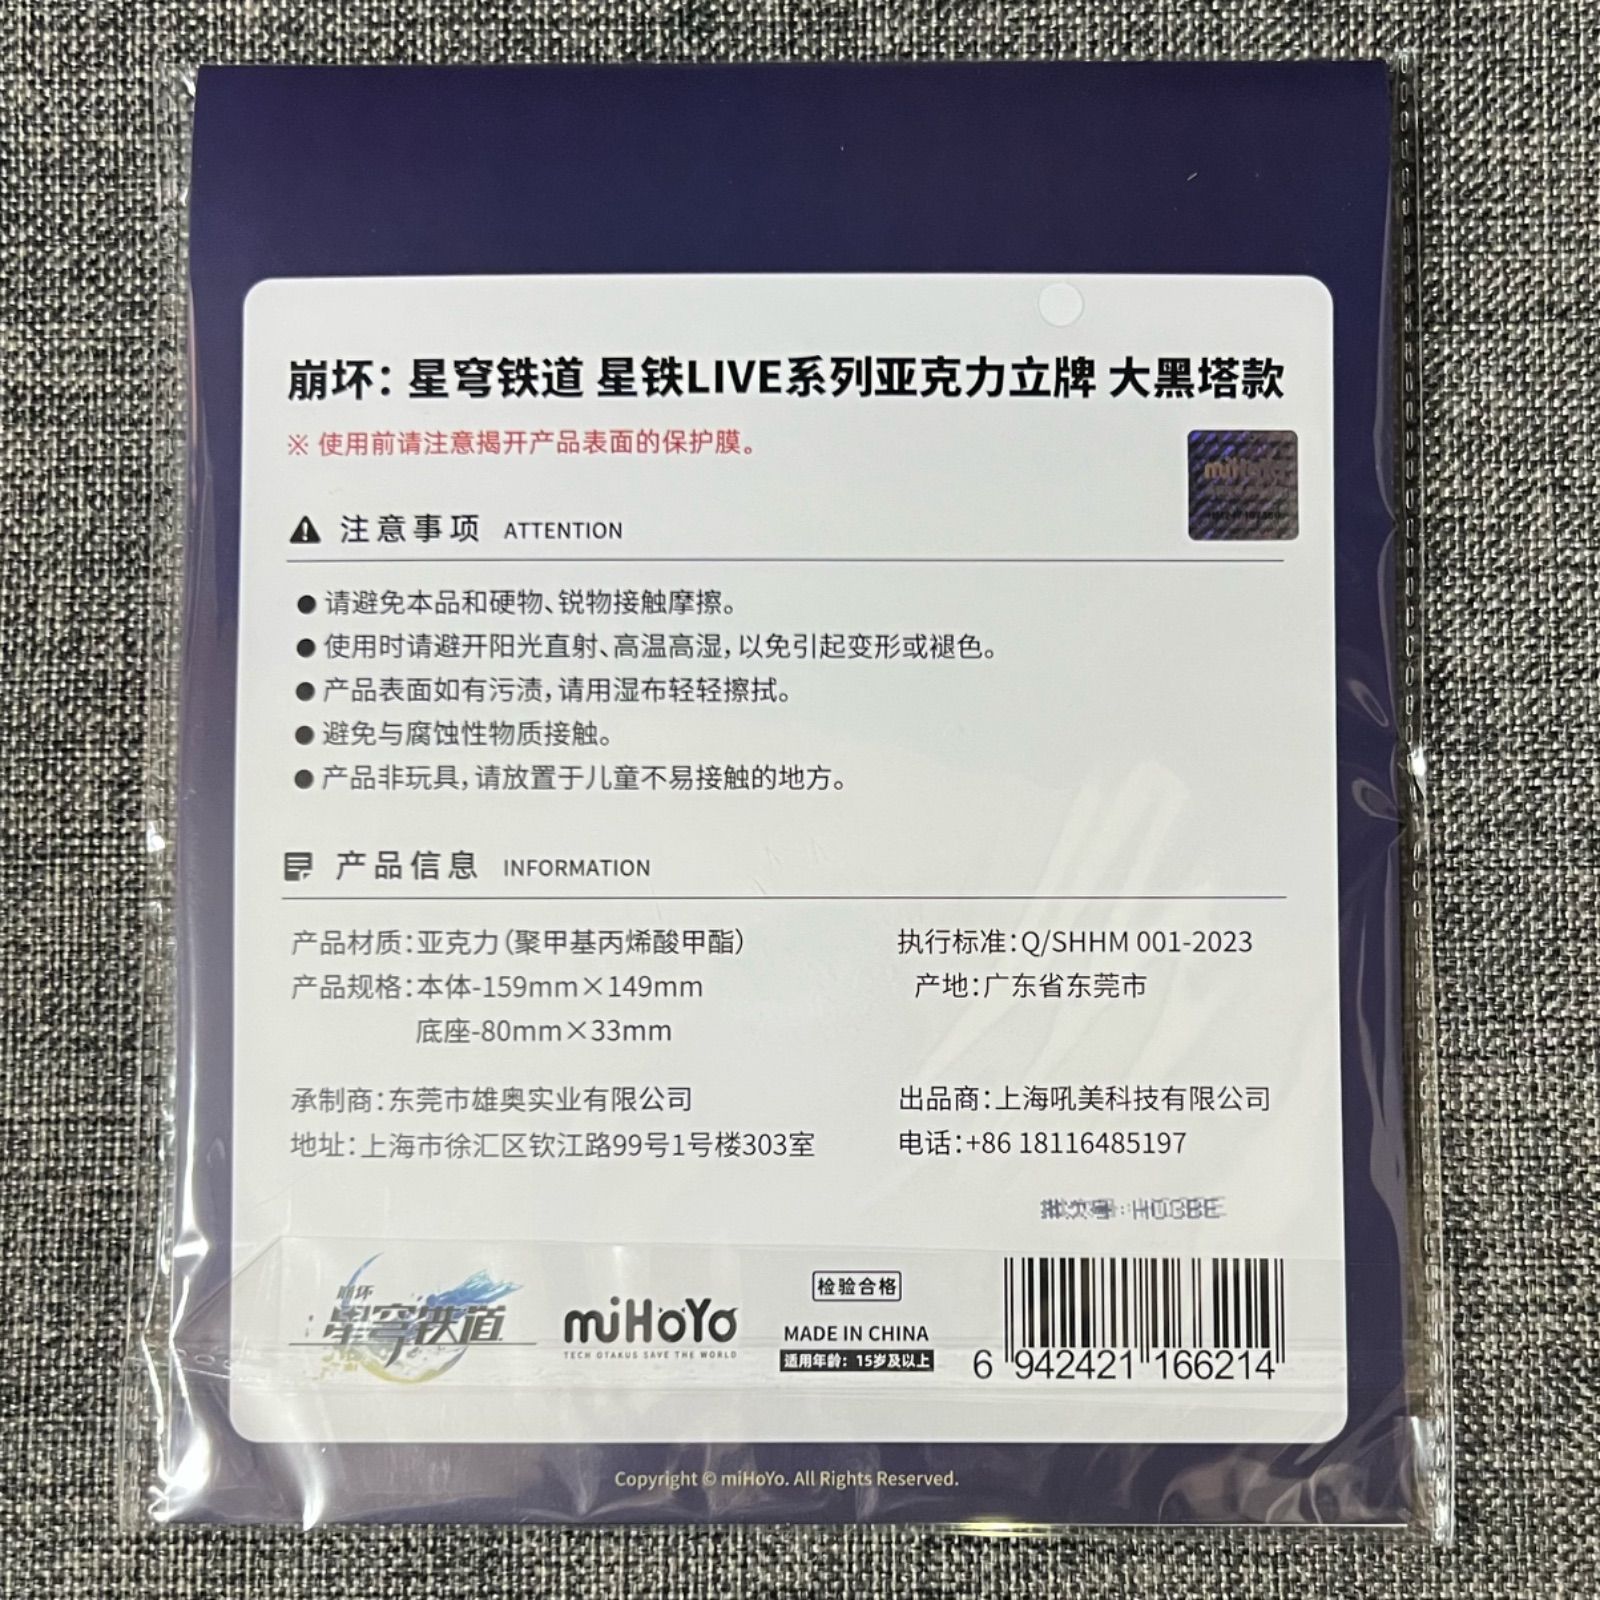 崩坏：星穹铁道 星铁LIVE系列亚克力立牌 大黑塔款
※ 使用前请注意揭开产品表面的保护膜。
miHoYo
注意事项 ATTENTION
● 请避免本品和硬物、锐物接触摩擦。
● 使用时请避开阳光直射、高温高湿，以免引起变形或褪色。
● 产品表面如有污渍，请用湿布轻轻擦拭。
● 避免与腐蚀性物质接触。
● 产品非玩具，请放置于儿童不易接触的地方。
产品信息 INFORMATION
产品材质：亚克力（聚甲基丙烯酸甲酯） 执行标准：Q/SHHM 001-2023
产品规格：本体-159mm×149mm 产地：广东省东莞市
底座-80mm×33mm
承制商：东莞市雄奥实业有限公司 出品商：上海吼美科技有限公司
地址：上海市徐汇区钦江路99号1号楼303室 电话：+86 18116485197
崩坏
星穹铁道
miHoYo
TECH OTAKUS SAVE THE WORLD
检验合格
MADE IN CHINA
适用年龄：15岁及以上
6 942421 166214
Copyright © miHoYo. All Rights Reserved.